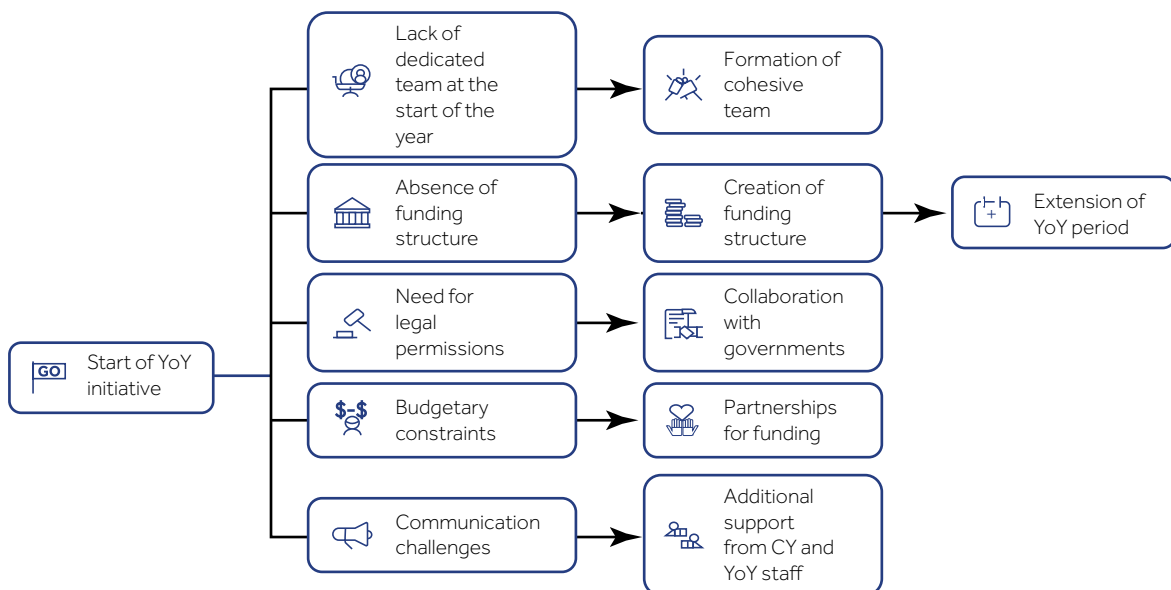 Lack of
dedicated
team at the
start of the
year
Formation of
cohesive
team
Absence of
funding
structure
Creation of
funding
structure
Extension of
YoY period
Need for
legal
permissions
Collaboration
with
governments
GO
Start of YoY
initiative
$-$
Budgetary
constraints
Partnerships
for funding
Communication
challenges
Additional
support
from CY and
YoY staff